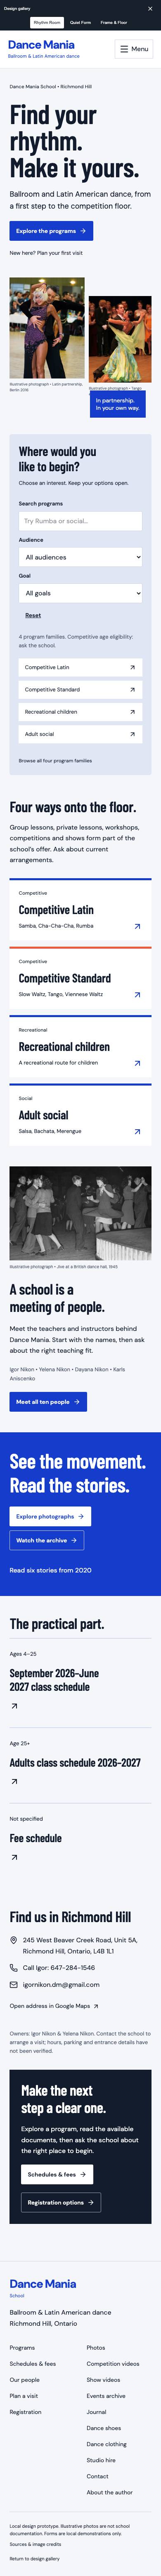 Design gallery
Rhythm Room
Quiet Form
Frame & Floor
Dance Mania
Ballroom & Latin American dance
Menu
Dance Mania School • Richmond Hill
Find your
rhythm.
Make it yours.
Ballroom and Latin American dance, from
a first step to the competition floor.
Explore the programs
New here? Plan your first visit
Illustrative photograph • Latin partnership,
Berlin 2016
Illustrative photograph • Tango
In partnership.
In your own way.
Where would you
like to begin?
Choose an interest. Keep your options open.
Search programs
Try Rumba or social...
Audience
All audiences
Goal
All goals
Reset
4 program families. Competitive age eligibility:
ask the school.
Competitive Latin
Competitive Standard
Recreational children
Adult social
Browse all four program families
Four ways onto the floor.
Group lessons, private lessons, workshops,
competitions and shows form part of the
school's offer. Ask about current
arrangements.
Competitive
Competitive Latin
Samba, Cha-Cha-Cha, Rumba
Competitive
Competitive Standard
Slow Waltz, Tango, Viennese Waltz
Recreational
Recreational children
A recreational route for children
Social
Adult social
Salsa, Bachata, Merengue
Illustrative photograph • Jive at a British dance hall, 1945
A school is a
meeting of people.
Meet the teachers and instructors behind
Dance Mania. Start with the names, then ask
about the right teaching fit.
Igor Nikon • Yelena Nikon • Dayana Nikon • Karis
Aniscenko
Meet all ten people
See the movement.
Read the stories.
Explore photographs
Watch the archive
Read six stories from 2020
The practical part.
Ages 4–25
September 2026–June
2027 class schedule
Age 25+
Adults class schedule 2026-2027
Not specified
Fee schedule
Find us in Richmond Hill
245 West Beaver Creek Road, Unit 5A,
Richmond Hill, Ontario, L4B 1L1
Call Igor: 647-284-1546
igornikon.dm@gmail.com
Open address in Google Maps
Owners: Igor Nikon & Yelena Nikon. Contact the school to
arrange a visit; hours, parking and entrance details have
not been verified.
Make the next
step a clear one.
Explore a program, read the available
documents, then ask the school about
the right place to begin.
Schedules & fees
Registration options
Dance Mania
School
Ballroom & Latin American dance
Richmond Hill, Ontario
Programs
Schedules & fees
Our people
Plan a visit
Registration
Photos
Competition videos
Show videos
Events archive
Journal
Dance shoes
Dance clothing
Studio hire
Contact
About the author
Local design prototype. Illustrative photos are not school
documentation. Forms are local demonstrations only.
Sources & image credits
Return to design gallery